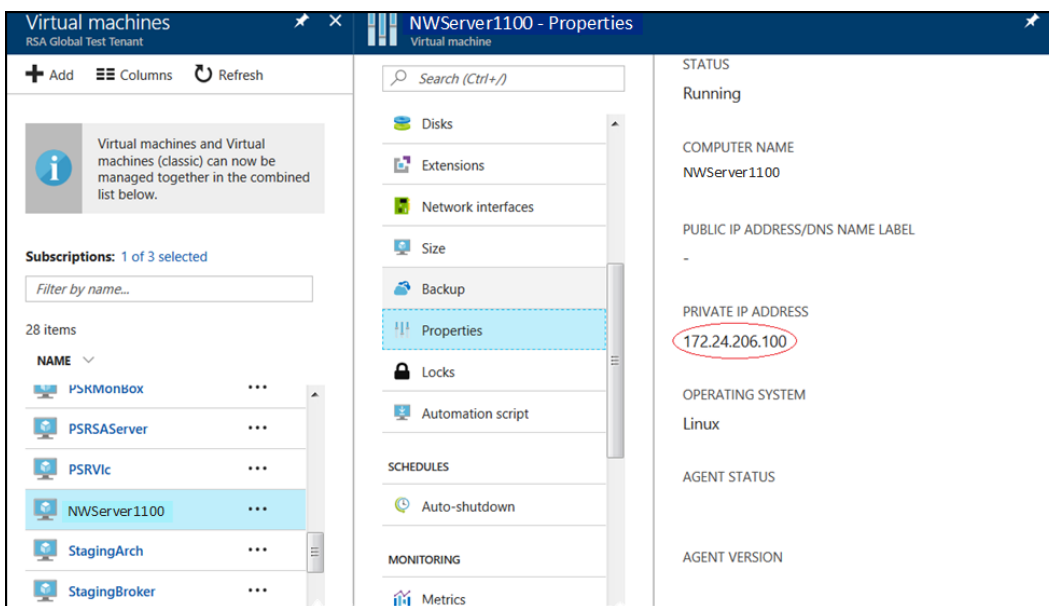 Virtual machines
RSA Global Test Tenant
Add Columns Refresh
Virtual machines and Virtual
machines (classic) can now be
managed together in the combined
list below.
Subscriptions: 1 of 3 selected
Filter by name...
28 items
NAME
PSRMonBox
PSRSAServer
PSRVlc
NWServer1100
StagingArch
StagingBroker
NWServer1100 - Properties
Virtual machine
Search (Ctrl+/)
Disks
Extensions
Network interfaces
Size
Backup
Properties
Locks
Automation script
SCHEDULES
Auto-shutdown
MONITORING
Metrics
STATUS
Running
COMPUTER NAME
NWServer1100
PUBLIC IP ADDRESS/DNS NAME LABEL
-
PRIVATE IP ADDRESS
172.24.206.100
OPERATING SYSTEM
Linux
AGENT STATUS
AGENT VERSION